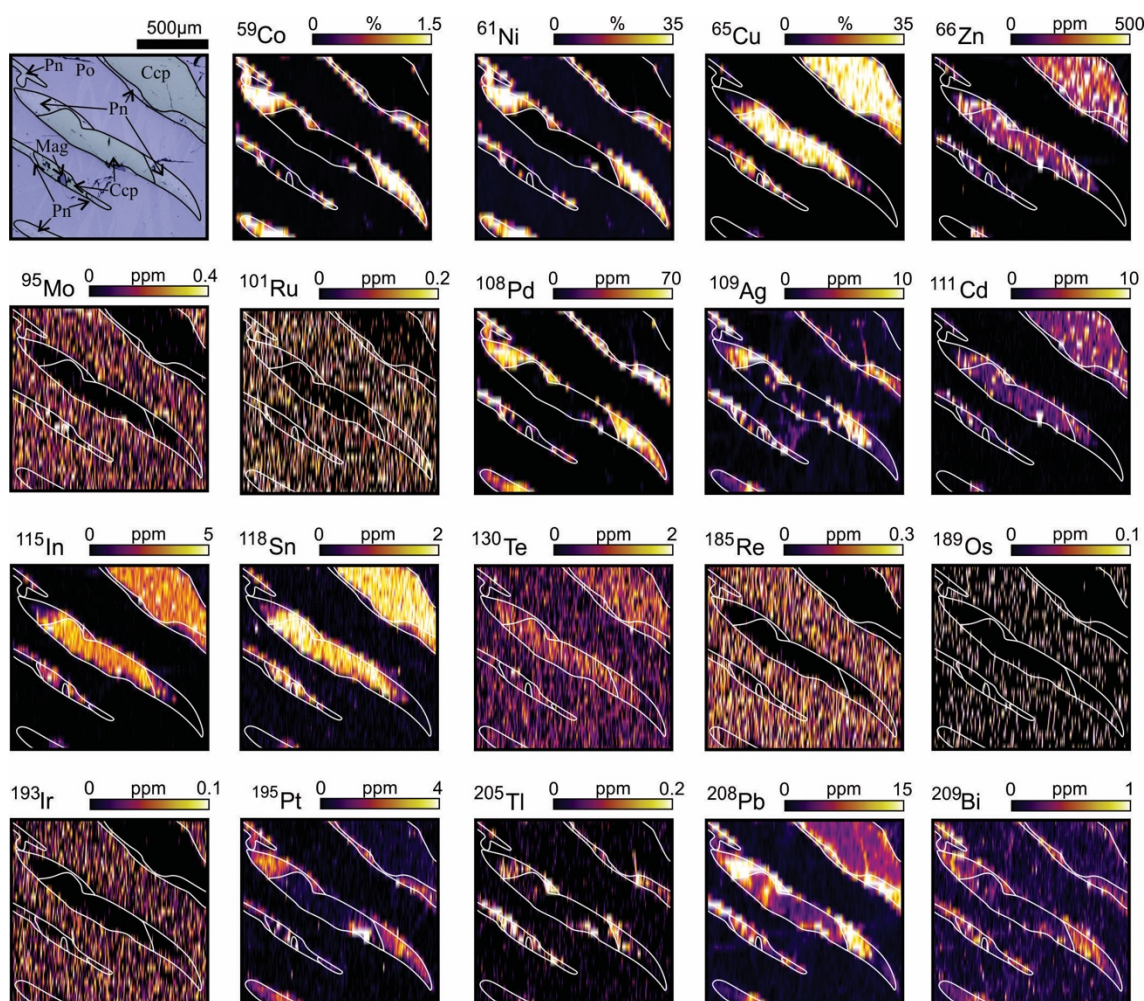 500μm
Pn
Po
Ccp
Pn
Mag
Ccp
Pn
⁵⁹Co 0 % 1.5
⁶¹Ni 0 % 35
⁶⁵Cu 0 % 35
⁶⁶Zn 0 ppm 500
⁹⁵Mo 0 ppm 0.4
¹⁰¹Ru 0 ppm 0.2
¹⁰⁸Pd 0 ppm 70
¹⁰⁹Ag 0 ppm 10
¹¹¹Cd 0 ppm 10
¹¹⁵In 0 ppm 5
¹¹⁸Sn 0 ppm 2
¹³⁰Te 0 ppm 2
¹⁸⁵Re 0 ppm 0.3
¹⁸⁹Os 0 ppm 0.1
¹⁹³Ir 0 ppm 0.1
¹⁹⁵Pt 0 ppm 4
²⁰⁵Tl 0 ppm 0.2
²⁰⁸Pb 0 ppm 15
²⁰⁹Bi 0 ppm 1